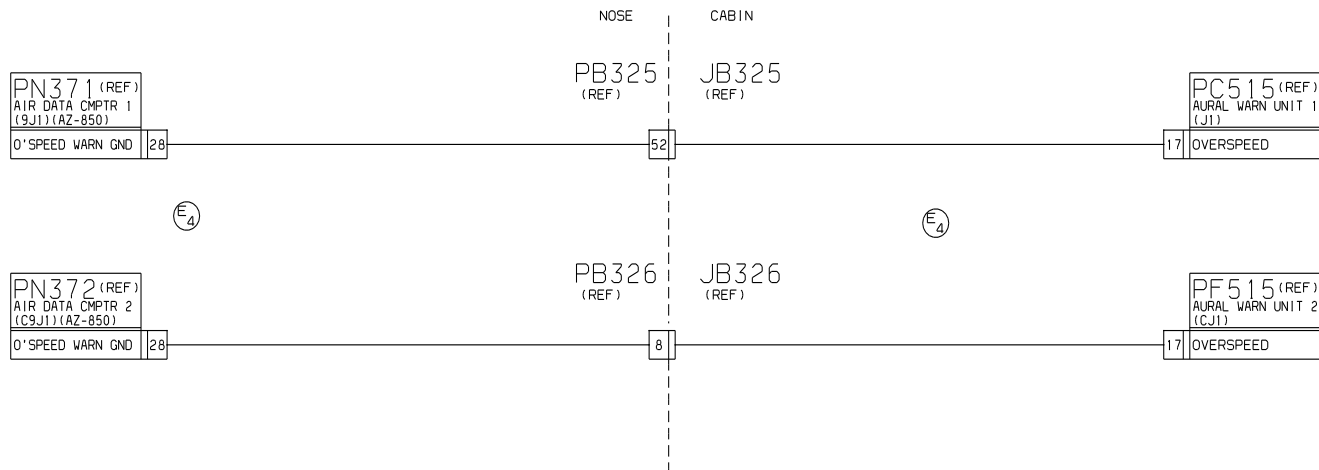 NOSE
CABIN
PB325
(REF)
JB325
(REF)
PN371 (REF)
AIR DATA CMPTR 1
(9J1)(AZ-850)
O'SPEED WARN GND
28
52
17
PC515 (REF)
AURAL WARN UNIT 1
(J1)
OVERSPEED
E4
E4
PB326
(REF)
JB326
(REF)
PN372 (REF)
AIR DATA CMPTR 2
(C9J1)(AZ-850)
O'SPEED WARN GND
28
8
17
PF515 (REF)
AURAL WARN UNIT 2
(CJ1)
OVERSPEED